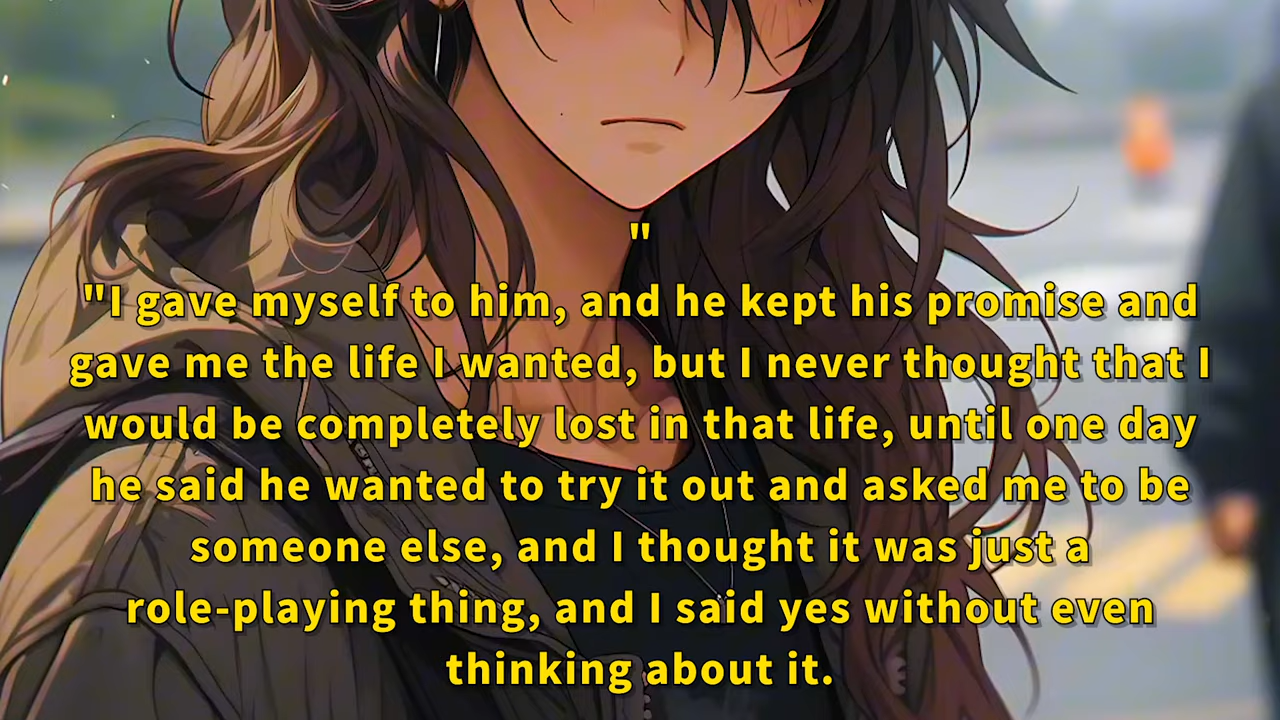 "
"I gave myself to him, and he kept his promise and
gave me the life I wanted, but I never thought that I
would be completely lost in that life, until one day
he said he wanted to try it out and asked me to be
someone else, and I thought it was just a
role-playing thing, and I said yes without even
thinking about it.